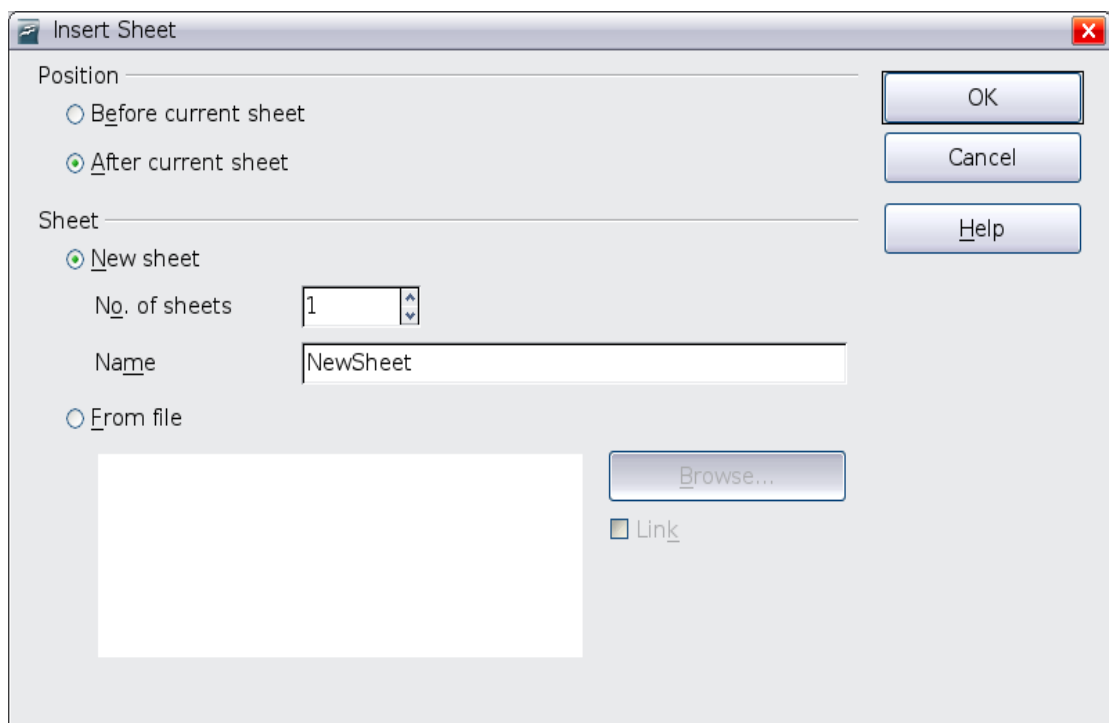 Insert Sheet
Position
Before current sheet
After current sheet
OK
Cancel
Help
Sheet
New sheet
No. of sheets 1
Name NewSheet
From file
Browse...
Link